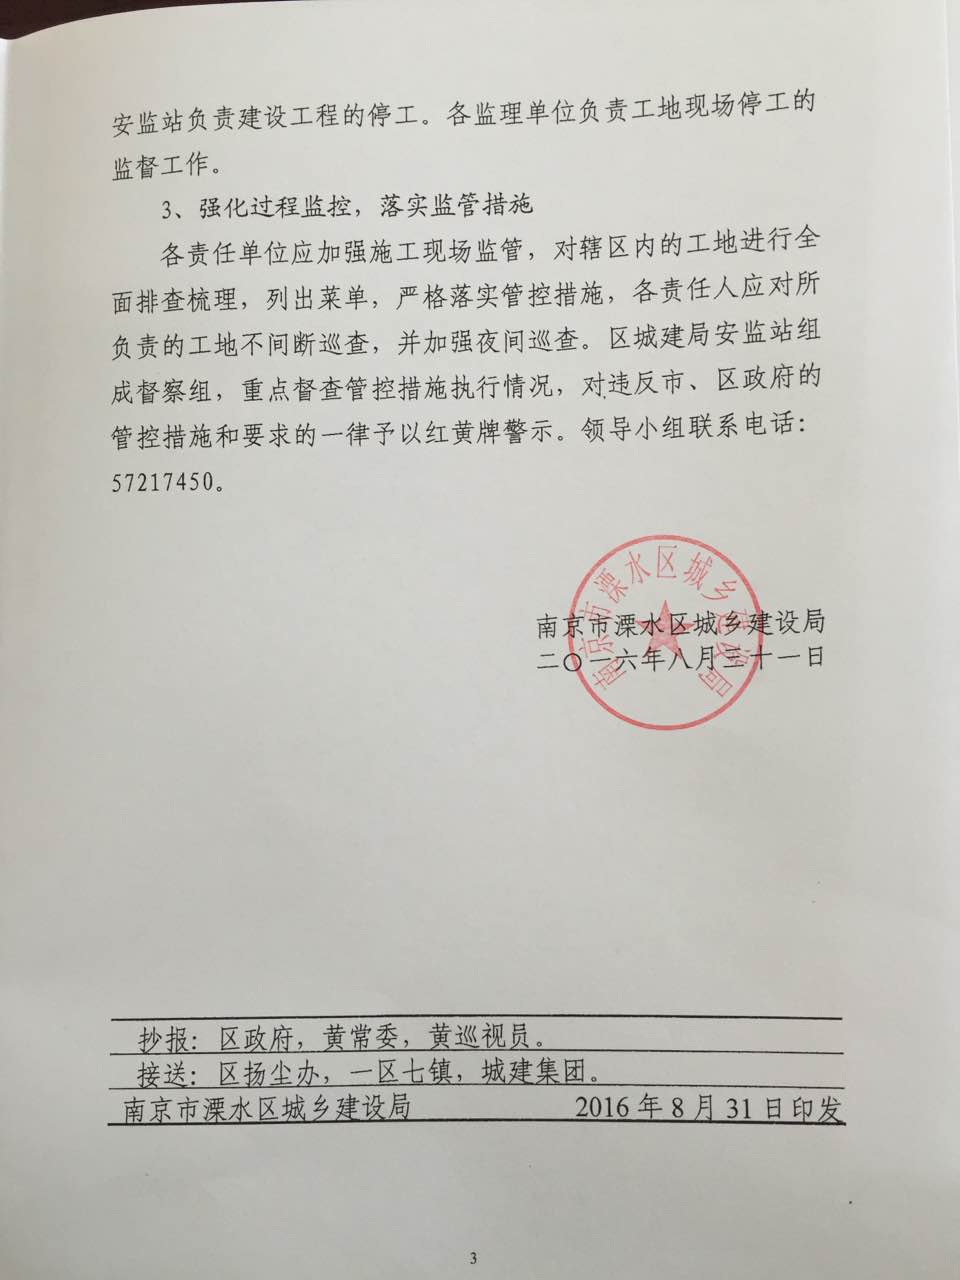 安监站负责建设工程的停工。各监理单位负责工地现场停工的
监督工作。
3、强化过程监控，落实监管措施
各责任单位应加强施工现场监管，对辖区内的工地进行全
面排查梳理，列出菜单，严格落实管控措施，各责任人应对所
负责的工地不间断巡查，并加强夜间巡查。区城建局安监站组
成督察组，重点督查管控措施执行情况，对违反市、区政府的
管控措施和要求的一律予以红黄牌警示。领导小组联系电话：
57217450。
南京市溧水区城乡建设局
南京市溧水区城乡建设局
二〇一六年八月三十一日
抄报：区政府，黄常委，黄巡视员。
接送：区扬尘办，一区七镇，城建集团。
南京市溧水区城乡建设局 2016年8月31日印发
3